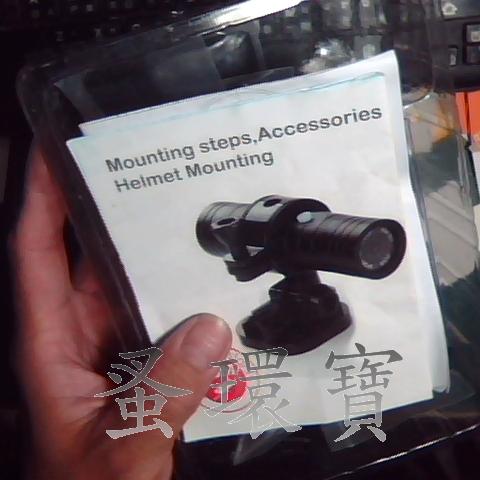 Mounting steps,Accessories
Helmet Mounting
蚤環寶